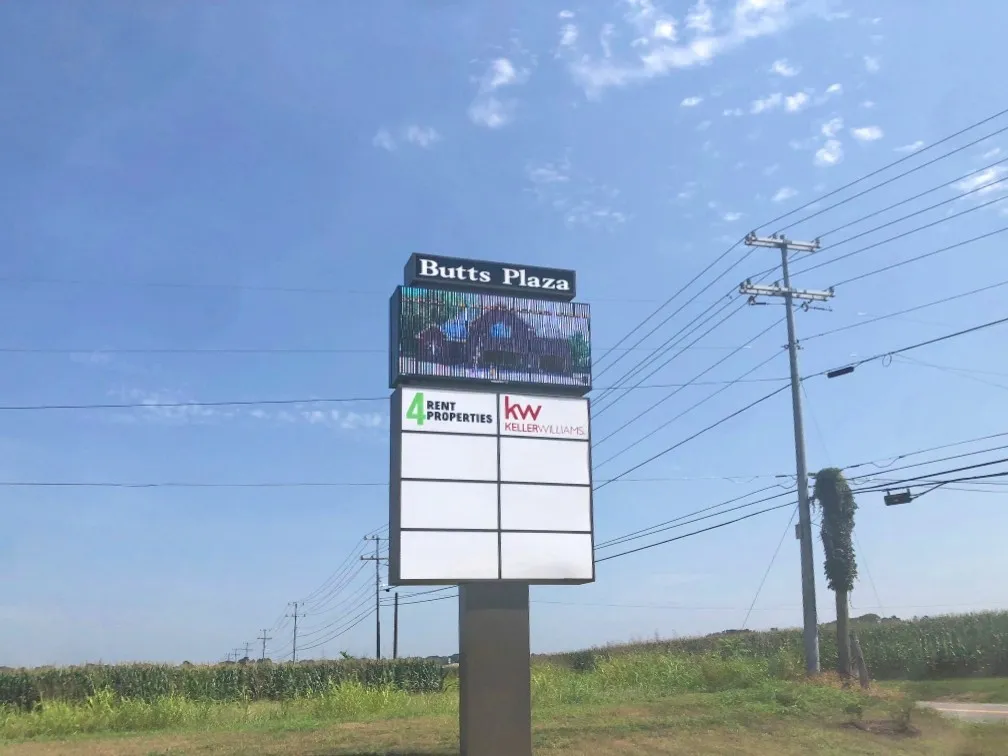 Butts Plaza
4 RENT
PROPERTIES
kw
KELLERWILLIAMS.